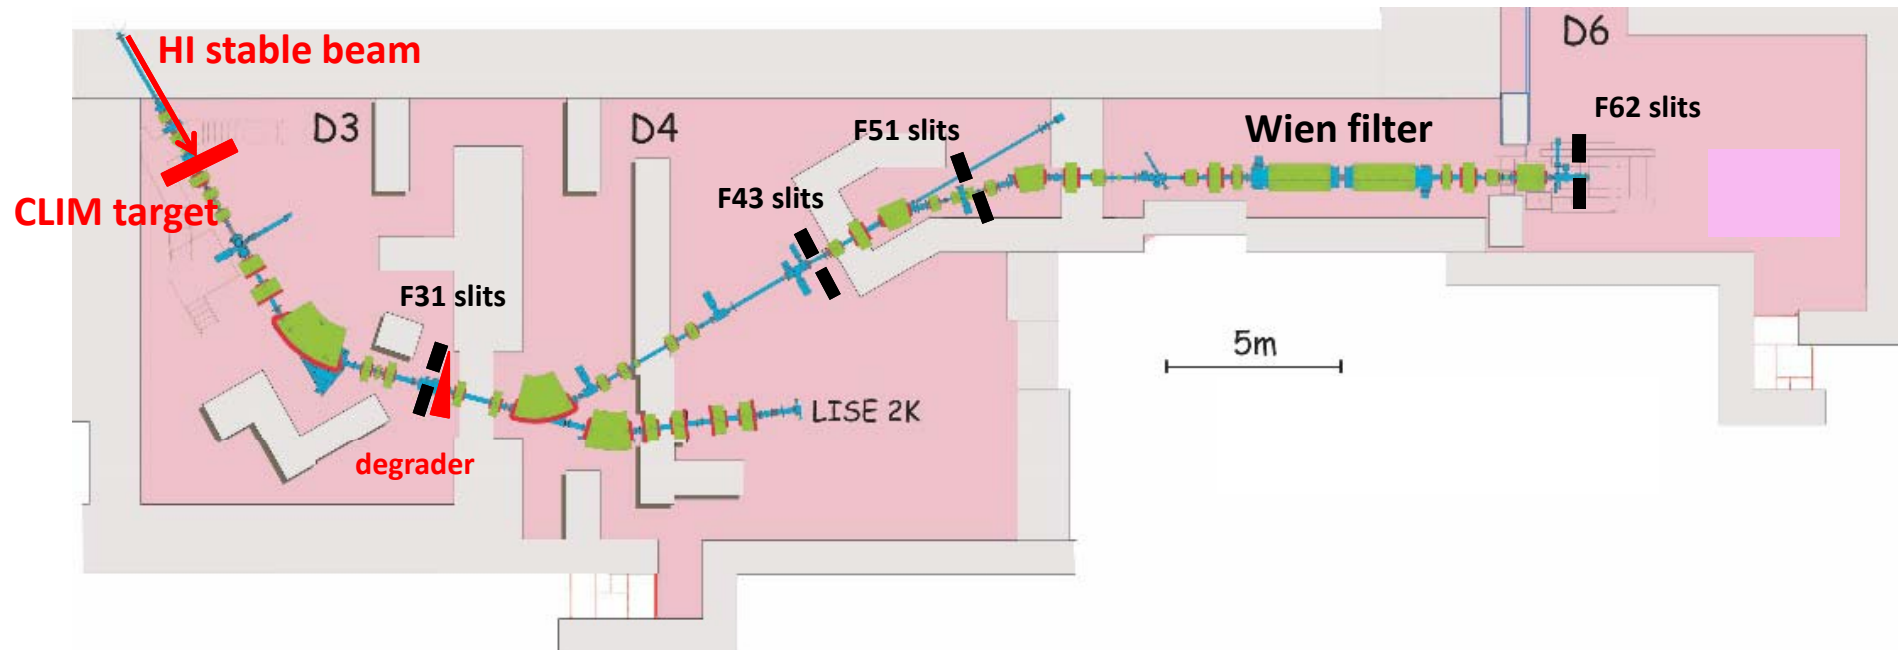 HI stable beam
D6
D3
D4
F51 slits
Wien filter
F62 slits
F43 slits
CLIM target
F31 slits
5m
LISE 2K
degrader